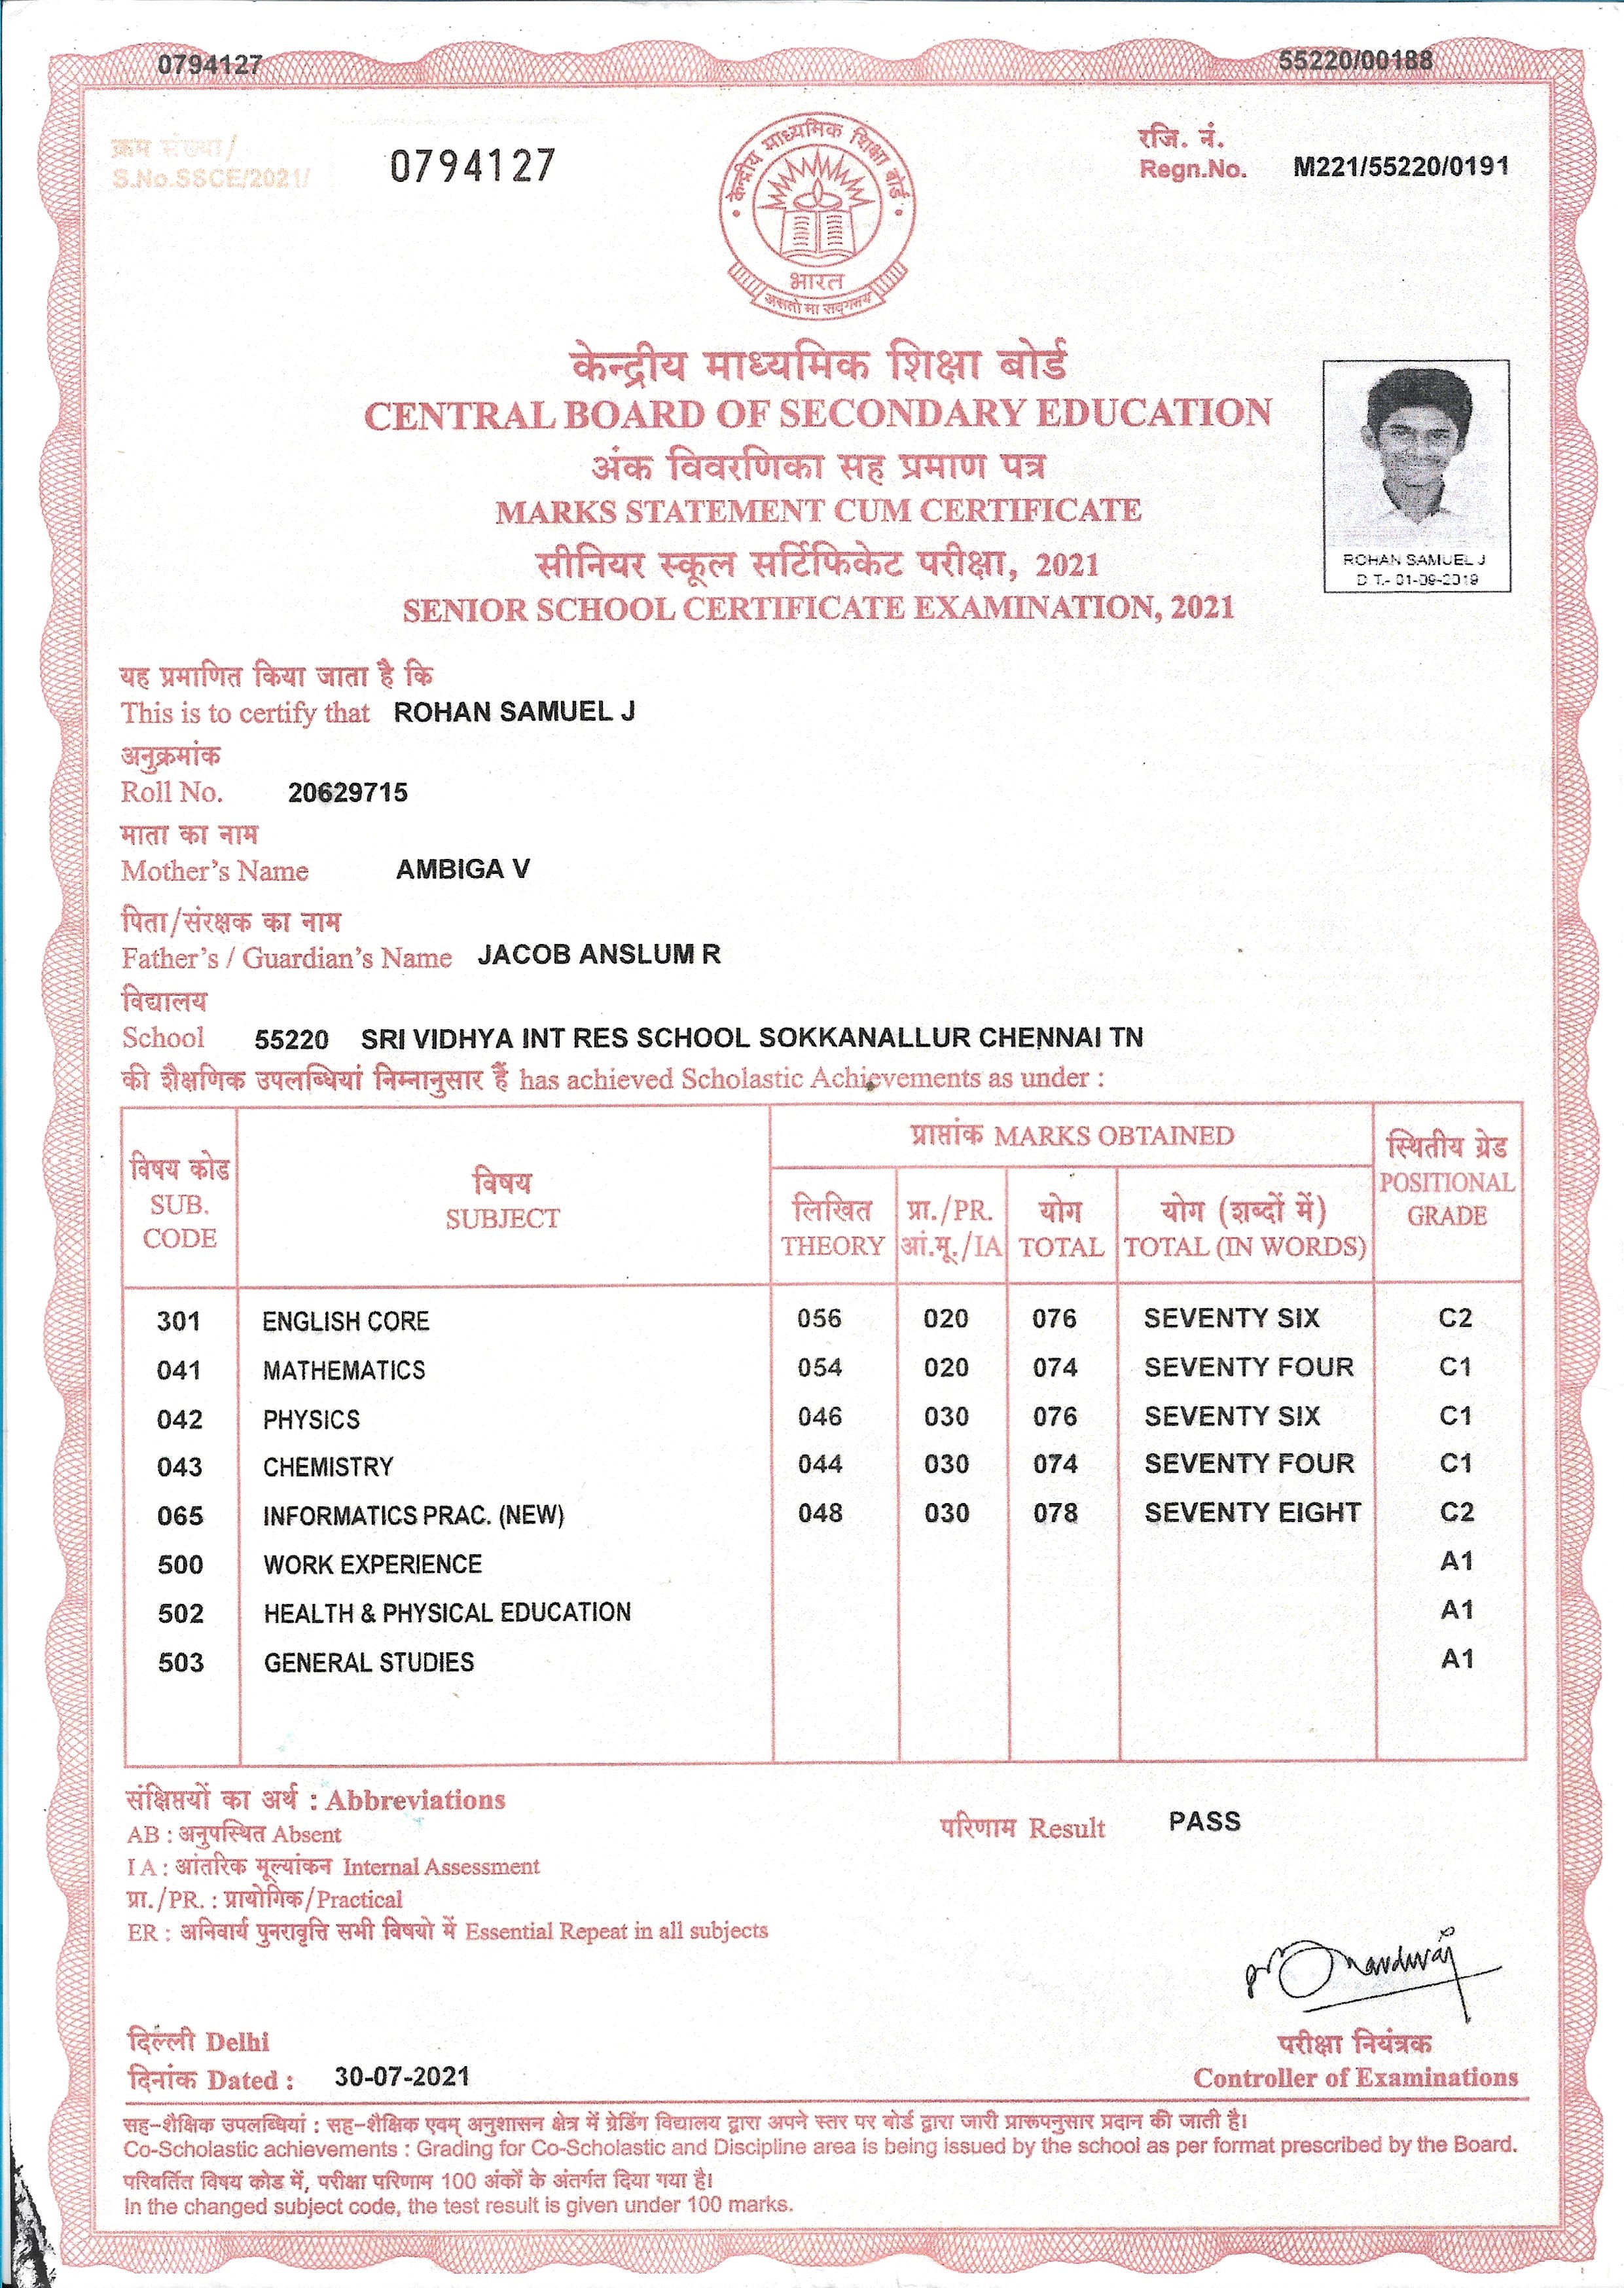 0794127
55220/00188
क्रम संख्या/
S.No.SSCE/2021/
0794127
रजि. नं.
Regn.No. M221/55220/0191
केन्द्रीय माध्यमिक शिक्षा बोर्ड
भारत
असतो मा सद्गमय
केन्द्रीय माध्यमिक शिक्षा बोर्ड
CENTRAL BOARD OF SECONDARY EDUCATION
अंक विवरणिका सह प्रमाण पत्र
MARKS STATEMENT CUM CERTIFICATE
सीनियर स्कूल सर्टिफिकेट परीक्षा, 2021
SENIOR SCHOOL CERTIFICATE EXAMINATION, 2021
ROHAN SAMUEL J
D T.- 01-09-2019
यह प्रमाणित किया जाता है कि
This is to certify that ROHAN SAMUEL J
अनुक्रमांक
Roll No. 20629715
माता का नाम
Mother's Name AMBIGA V
पिता/संरक्षक का नाम
Father's / Guardian's Name JACOB ANSLUM R
विद्यालय
School 55220 SRI VIDHYA INT RES SCHOOL SOKKANALLUR CHENNAI TN
की शैक्षणिक उपलब्धियां निम्नानुसार हैं has achieved Scholastic Achievements as under :
विषय कोड
SUB.
CODE
विषय
SUBJECT
प्राप्तांक MARKS OBTAINED
लिखित
THEORY
प्रा./PR.
आं.मू./IA
योग
TOTAL
योग (शब्दों में)
TOTAL (IN WORDS)
स्थितीय ग्रेड
POSITIONAL
GRADE
301 ENGLISH CORE 056 020 076 SEVENTY SIX C2
041 MATHEMATICS 054 020 074 SEVENTY FOUR C1
042 PHYSICS 046 030 076 SEVENTY SIX C1
043 CHEMISTRY 044 030 074 SEVENTY FOUR C1
065 INFORMATICS PRAC. (NEW) 048 030 078 SEVENTY EIGHT C2
500 WORK EXPERIENCE A1
502 HEALTH & PHYSICAL EDUCATION A1
503 GENERAL STUDIES A1
संक्षिप्तयों का अर्थ : Abbreviations
AB : अनुपस्थित Absent
I A : आंतरिक मूल्यांकन Internal Assessment
प्रा./PR. : प्रायोगिक/Practical
ER : अनिवार्य पुनरावृत्ति सभी विषयो में Essential Repeat in all subjects
परिणाम Result PASS
दिल्ली Delhi
दिनांक Dated : 30-07-2021
परीक्षा नियंत्रक
Controller of Examinations
सह-शैक्षिक उपलब्धियां : सह-शैक्षिक एवम् अनुशासन क्षेत्र में ग्रेडिंग विद्यालय द्वारा अपने स्तर पर बोर्ड द्वारा जारी प्रारूपनुसार प्रदान की जाती है।
Co-Scholastic achievements : Grading for Co-Scholastic and Discipline area is being issued by the school as per format prescribed by the Board.
परिवर्तित विषय कोड में, परीक्षा परिणाम 100 अंकों के अंतर्गत दिया गया है।
In the changed subject code, the test result is given under 100 marks.